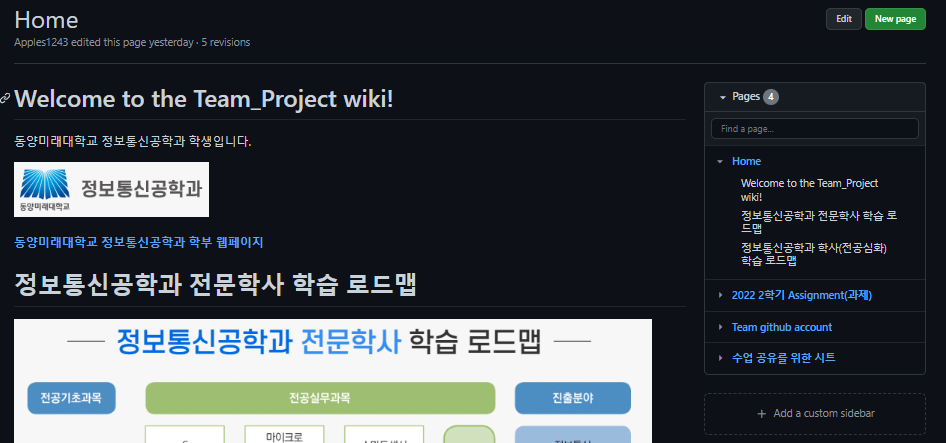 Home
Edit
New page
Apples1243 edited this page yesterday · 5 revisions
Welcome to the Team_Project wiki!
동양미래대학교 정보통신공학과 학생입니다.
동양미래대학교
정보통신공학과
동양미래대학교 정보통신공학과 학부 웹페이지
정보통신공학과 전문학사 학습 로드맵
정보통신공학과 전문학사 학습 로드맵
전공기초과목
전공실무과목
진출분야
마이크로
Pages 4
Find a page...
Home
Welcome to the Team_Project
wiki!
정보통신공학과 전문학사 학습 로
드맵
정보통신공학과 학사(전공심화)
학습 로드맵
2022 2학기 Assignment(과제)
Team github account
수업 공유를 위한 시트
+ Add a custom sidebar